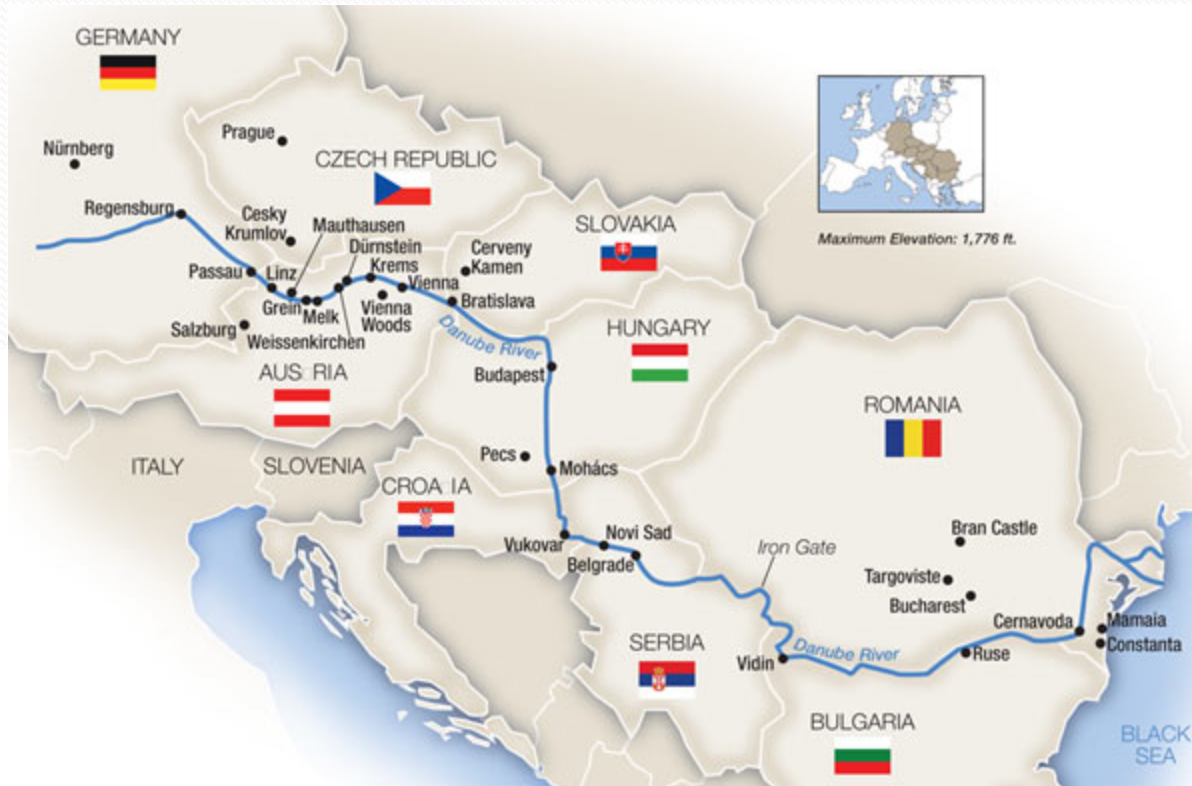 GERMANY
Nürnberg
Prague
CZECH REPUBLIC
Maximum Elevation: 1,776 ft.
Regensburg
Cesky
Krumlov
Mauthausen
Dürnstein
Krems
SLOVAKIA
Cerveny
Kamen
Passau
Linz
Vienna
Grein
Melk
Vienna
Woods
Bratislava
Salzburg
Weissenkirchen
Danube River
HUNGARY
AUS RIA
Budapest
ROMANIA
ITALY
SLOVENIA
Pecs
Mohács
CROA IA
Vukovar
Novi Sad
Belgrade
Iron Gate
Bran Castle
Targoviste
Bucharest
Cernavoda
Mamaia
Constanta
SERBIA
Vidin
Danube River
Ruse
BULGARIA
BLACK
SEA